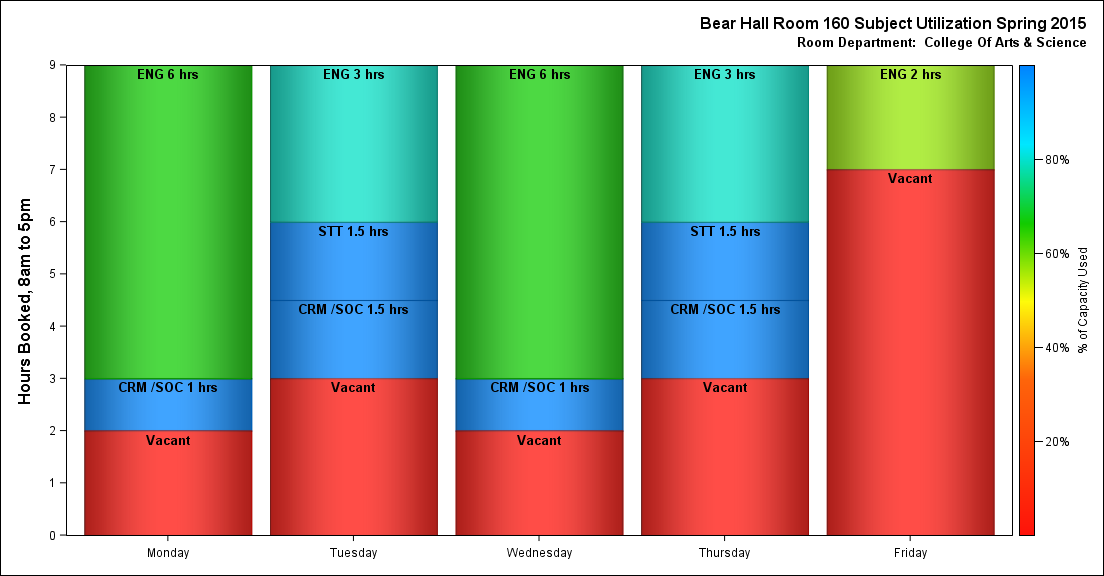 Bear Hall Room 160 Subject Utilization Spring 2015
Room Department:  College Of Arts & Science
Hours Booked, 8am to 5pm
9
8
7
6
5
4
3
2
1
0
ENG 6 hrs
CRM /SOC 1 hrs
Vacant
ENG 3 hrs
STT 1.5 hrs
CRM /SOC 1.5 hrs
Vacant
ENG 6 hrs
CRM /SOC 1 hrs
Vacant
ENG 3 hrs
STT 1.5 hrs
CRM /SOC 1.5 hrs
Vacant
ENG 2 hrs
Vacant
Monday
Tuesday
Wednesday
Thursday
Friday
80%
60%
40%
20%
% of Capacity Used